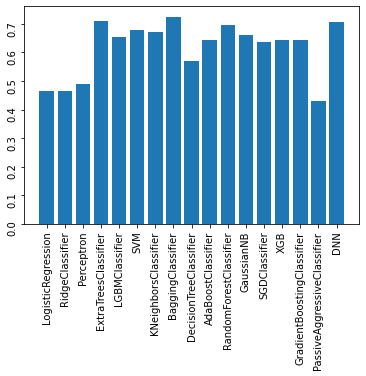 0.7
0.6
0.5
0.4
0.3
0.2
0.1
0.0
LogisticRegression
RidgeClassifier
Perceptron
ExtraTreesClassifier
LGBMClassifier
SVM
KNeighborsClassifier
BaggingClassifier
DecisionTreeClassifier
AdaBoostClassifier
RandomForestClassifier
GaussianNB
SGDClassifier
XGB
GradientBoostingClassifier
PassiveAggressiveClassifier
DNN